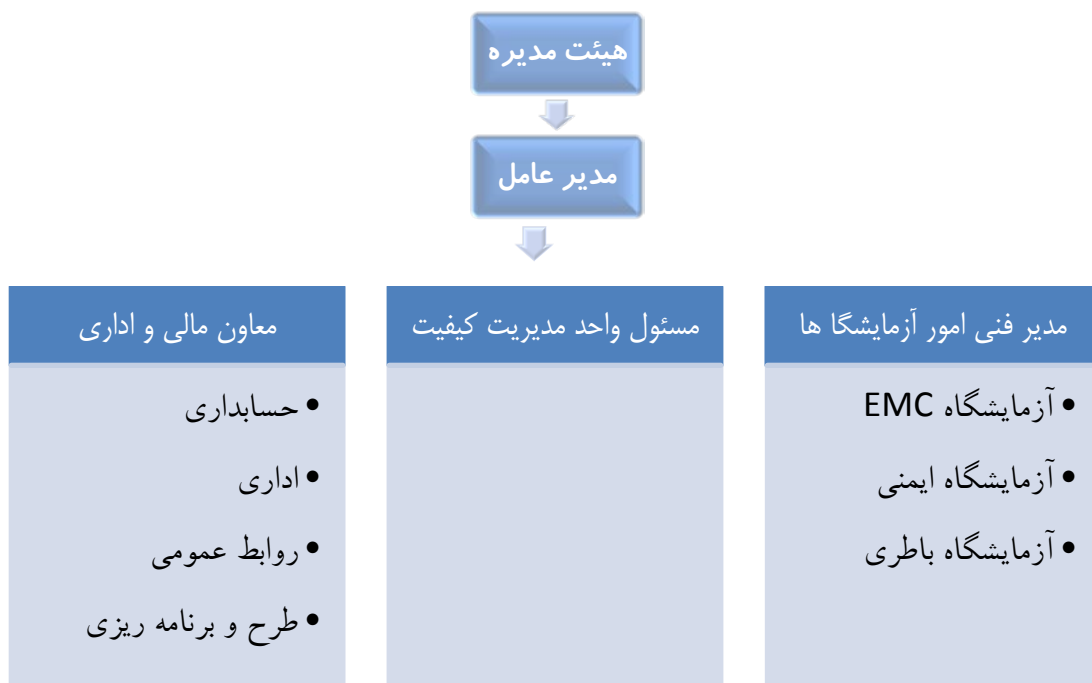 هیئت مدیره
مدیر عامل
مدیر فنی امور آزمایشگا ها
• آزمایشگاه EMC
• آزمایشگاه ایمنی
• آزمایشگاه باطری
مسئول واحد مدیریت کیفیت
معاون مالی و اداری
• حسابداری
• اداری
• روابط عمومی
• طرح و برنامه ریزی